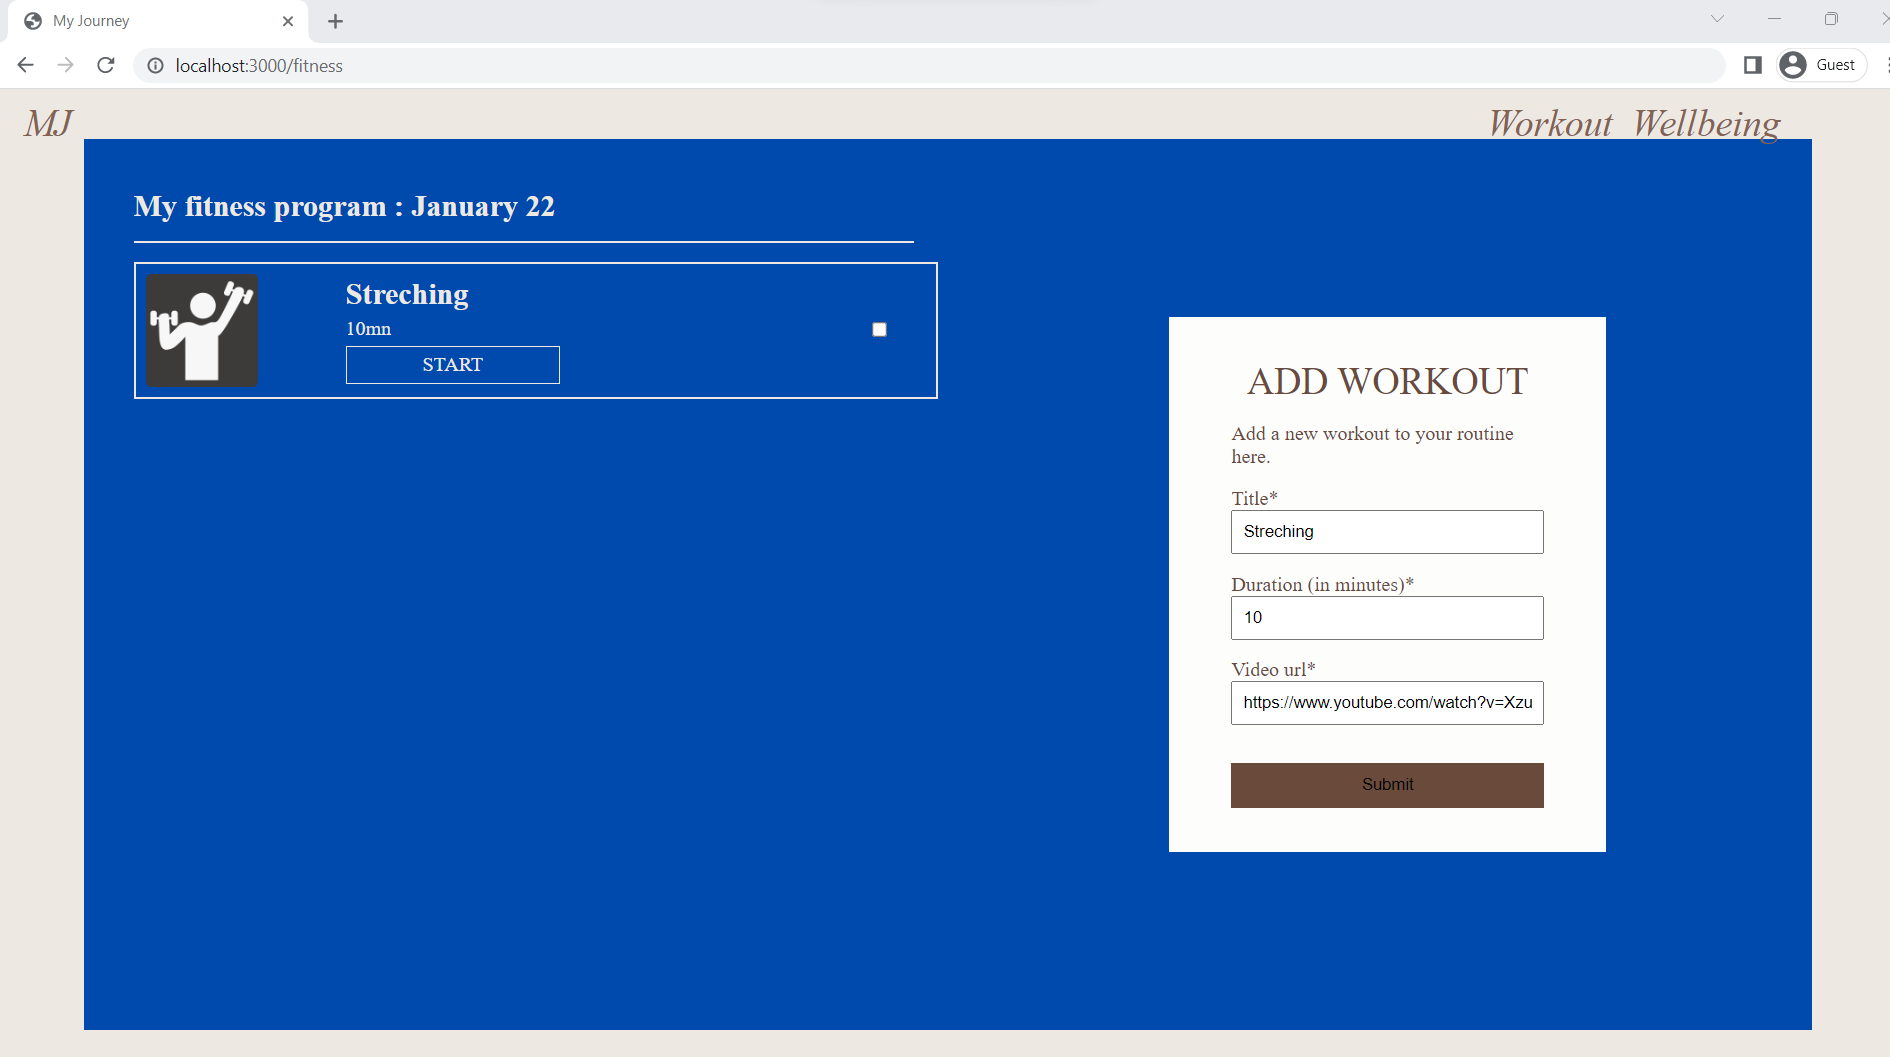 My Journey
localhost:3000/fitness
Guest
MJ
Workout Wellbeing
My fitness program : January 22
Streching
10mn
START
ADD WORKOUT
Add a new workout to your routine
here.
Title*
Streching
Duration (in minutes)*
10
Video url*
https://www.youtube.com/watch?v=Xzu
Submit